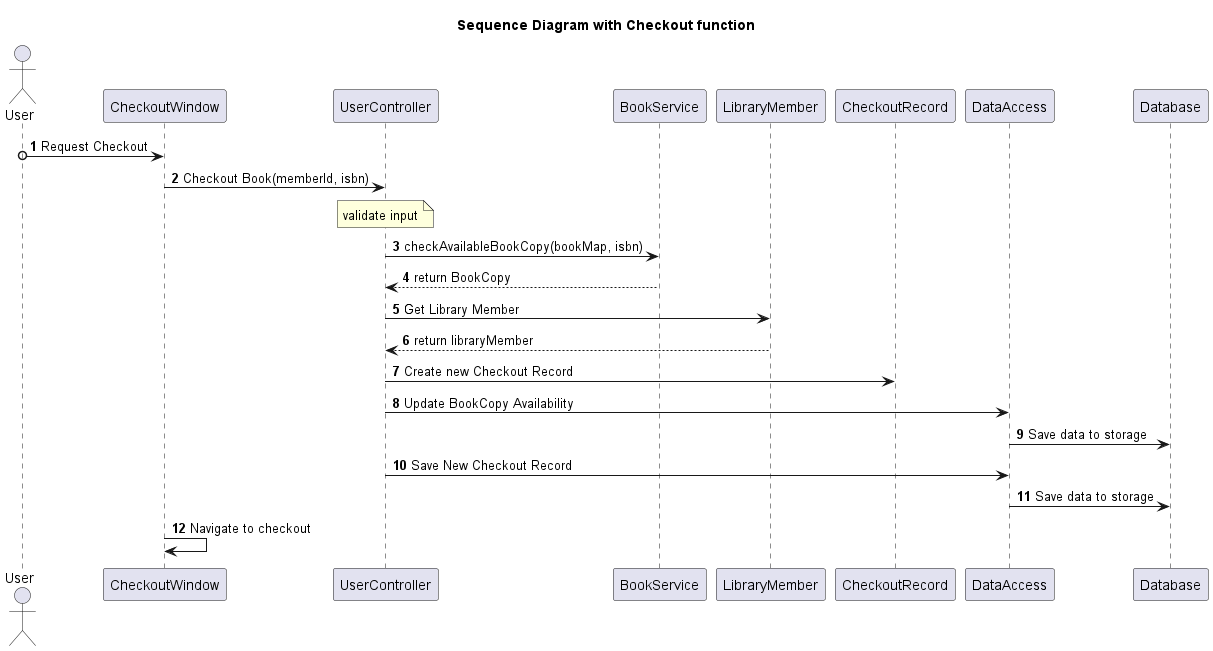 Sequence Diagram with Checkout function
User
CheckoutWindow
UserController
BookService
LibraryMember
CheckoutRecord
DataAccess
Database
1 Request Checkout
2 Checkout Book(memberId, isbn)
validate input
3 checkAvailableBookCopy(bookMap, isbn)
4 return BookCopy
5 Get Library Member
6 return libraryMember
7 Create new Checkout Record
8 Update BookCopy Availability
9 Save data to storage
10 Save New Checkout Record
11 Save data to storage
12 Navigate to checkout
User
CheckoutWindow
UserController
BookService
LibraryMember
CheckoutRecord
DataAccess
Database